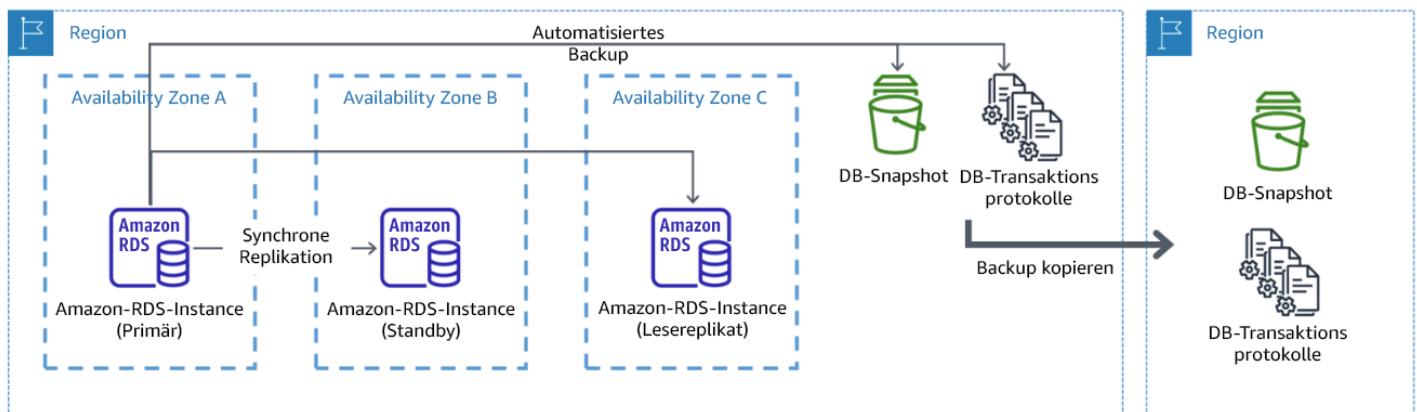 Region
Automatisiertes
Backup
Region
Availability Zone A
Availability Zone B
Availability Zone C
DB-Snapshot
DB-Transaktions
protokolle
DB-Snapshot
Amazon
RDS
Synchrone
Replikation
Amazon
RDS
Amazon
RDS
Backup kopieren
Amazon-RDS-Instance
(Primär)
Amazon-RDS-Instance
(Standby)
Amazon-RDS-Instance
(Lesereplikat)
DB-Transaktions
protokolle